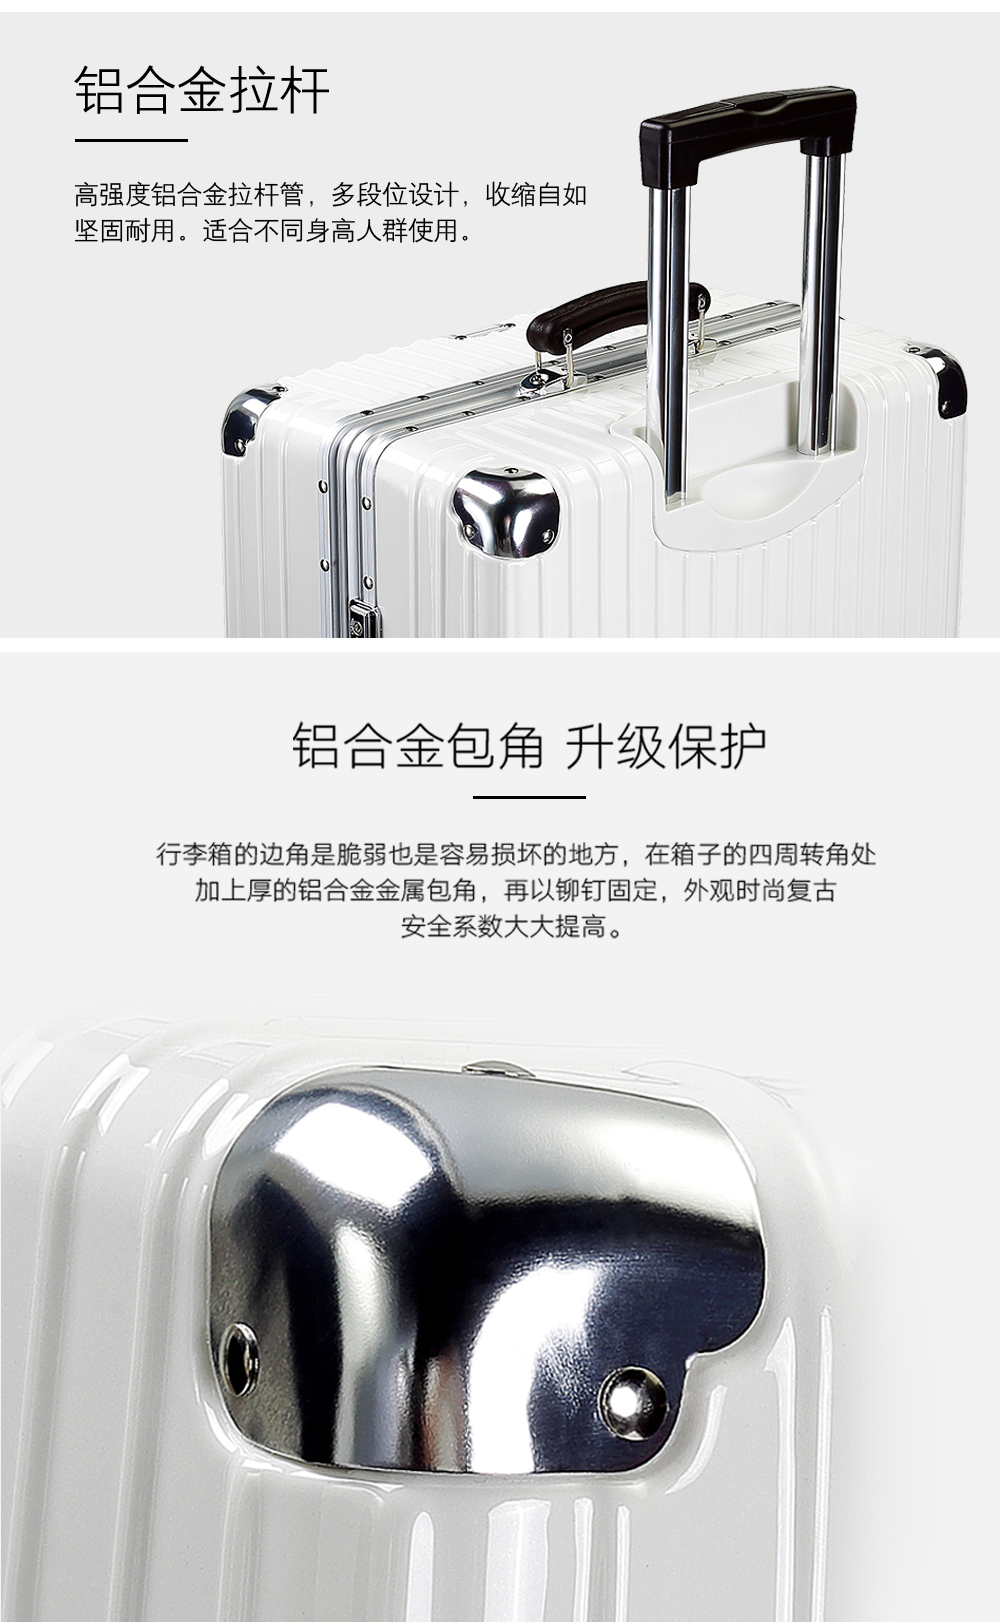 铝合金拉杆
高强度铝合金拉杆管，多段位设计，收缩自如
坚固耐用。适合不同身高人群使用。
铝合金包角 升级保护
行李箱的边角是脆弱也是容易损坏的地方，在箱子的四周转角处
加上厚的铝合金金属包角，再以铆钉固定，外观时尚复古
安全系数大大提高。